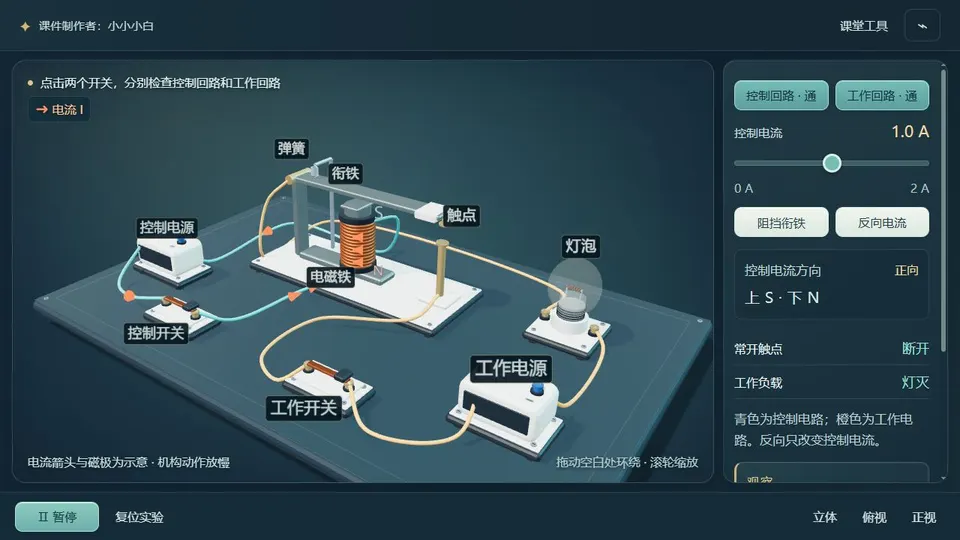 课件制作者：小小小白
课堂工具
点击两个开关，分别检查控制回路和工作回路
→ 电流 I
弹簧
衔铁
触点
控制电源
S
灯泡
电磁铁
N
控制开关
工作电源
工作开关
电流箭头与磁极为示意 · 机构动作放慢
拖动空白处环绕 · 滚轮缩放
控制回路 · 通
工作回路 · 通
控制电流
1.0 A
0 A
2 A
阻挡衔铁
反向电流
控制电流方向
正向
上 S · 下 N
常开触点
断开
工作负载
灯灭
青色为控制电路；橙色为工作电
路。反向只改变控制电流。
观察
暂停
复位实验
立体
俯视
正视